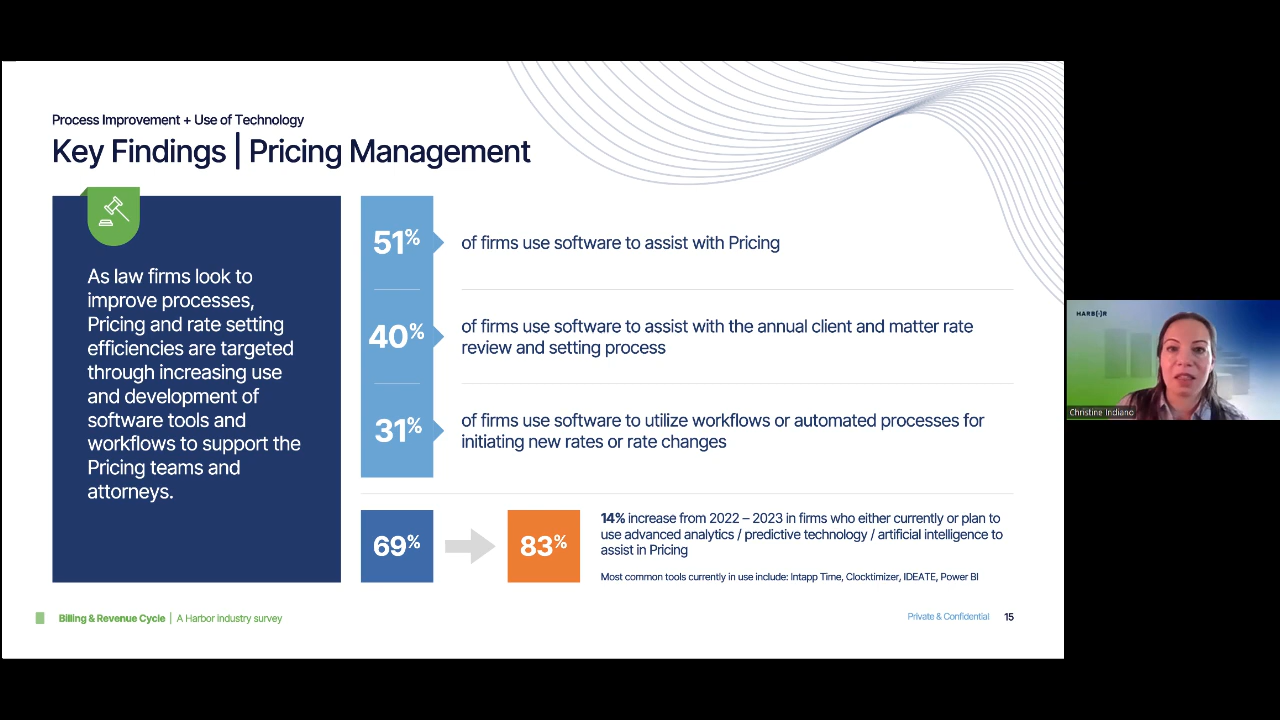 Process Improvement + Use of Technology
Key Findings | Pricing Management
As law firms look to
improve processes,
Pricing and rate setting
efficiencies are targeted
through increasing use
and development of
software tools and
workflows to support the
Pricing teams and
attorneys.
51%
of firms use software to assist with Pricing
40%
of firms use software to assist with the annual client and matter rate
review and setting process
31%
of firms use software to utilize workflows or automated processes for
initiating new rates or rate changes
69%
83%
14% increase from 2022 – 2023 in firms who either currently or plan to
use advanced analytics / predictive technology / artificial intelligence to
assist in Pricing
Most common tools currently in use include: Intapp Time, Clocktimizer, IDEATE, Power BI
Billing & Revenue Cycle | A Harbor Industry survey
Private & Confidential 15
HARB(·)R
Christine Indiano